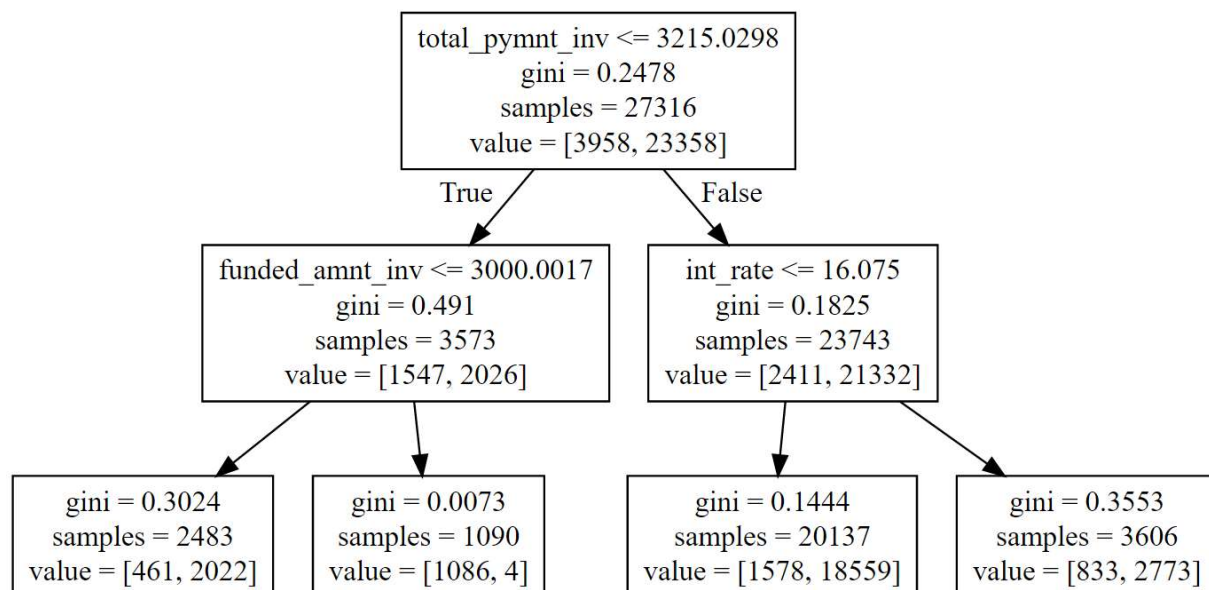 total_pymnt_inv <= 3215.0298
gini = 0.2478
samples = 27316
value = [3958, 23358]
True
False
funded_amnt_inv <= 3000.0017
gini = 0.491
samples = 3573
value = [1547, 2026]
int_rate <= 16.075
gini = 0.1825
samples = 23743
value = [2411, 21332]
gini = 0.3024
samples = 2483
value = [461, 2022]
gini = 0.0073
samples = 1090
value = [1086, 4]
gini = 0.1444
samples = 20137
value = [1578, 18559]
gini = 0.3553
samples = 3606
value = [833, 2773]